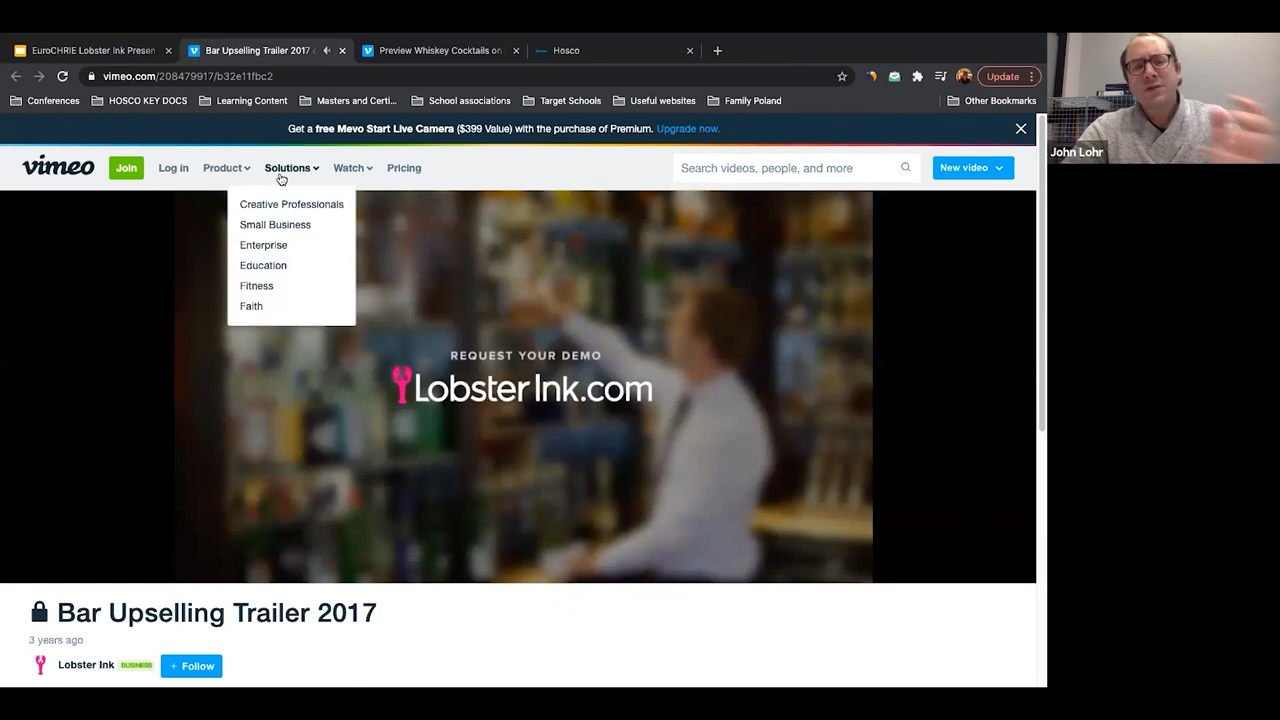 EuroCHRIE Lobster Ink Presen
Bar Upselling Trailer 2017
Preview Whiskey Cocktails on
Hosco
vimeo.com/208479917/b32e11fbc2
Update
Conferences
HOSCO KEY DOCS
Learning Content
Masters and Certi...
School associations
Target Schools
Useful websites
Family Poland
Other Bookmarks
John Lohr
Get a free Mevo Start Live Camera ($399 Value) with the purchase of Premium. Upgrade now.
vimeo
Join
Log in
Product
Solutions
Watch
Pricing
Search videos, people, and more
New video
Creative Professionals
Small Business
Enterprise
Education
Fitness
Faith
REQUEST YOUR DEMO
LobsterInk.com
Bar Upselling Trailer 2017
3 years ago
Lobster Ink BUSINESS
+ Follow